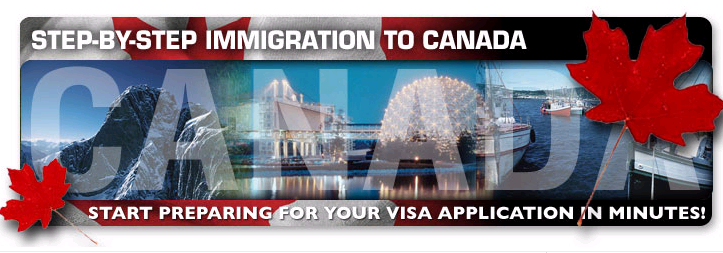 STEP-BY-STEP IMMIGRATION TO CANADA
CANADA
START PREPARING FOR YOUR VISA APPLICATION IN MINUTES!